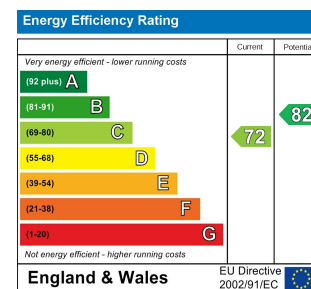 Energy Efficiency Rating
Current Potentia
Very energy efficient - lower running costs
(92 plus) A
(81-91) B
82
(69-80) C
72
(55-68) D
(39-54) E
(21-38) F
(1-20) G
Not energy efficient - higher running costs
England & Wales
EU Directive
2002/91/EC